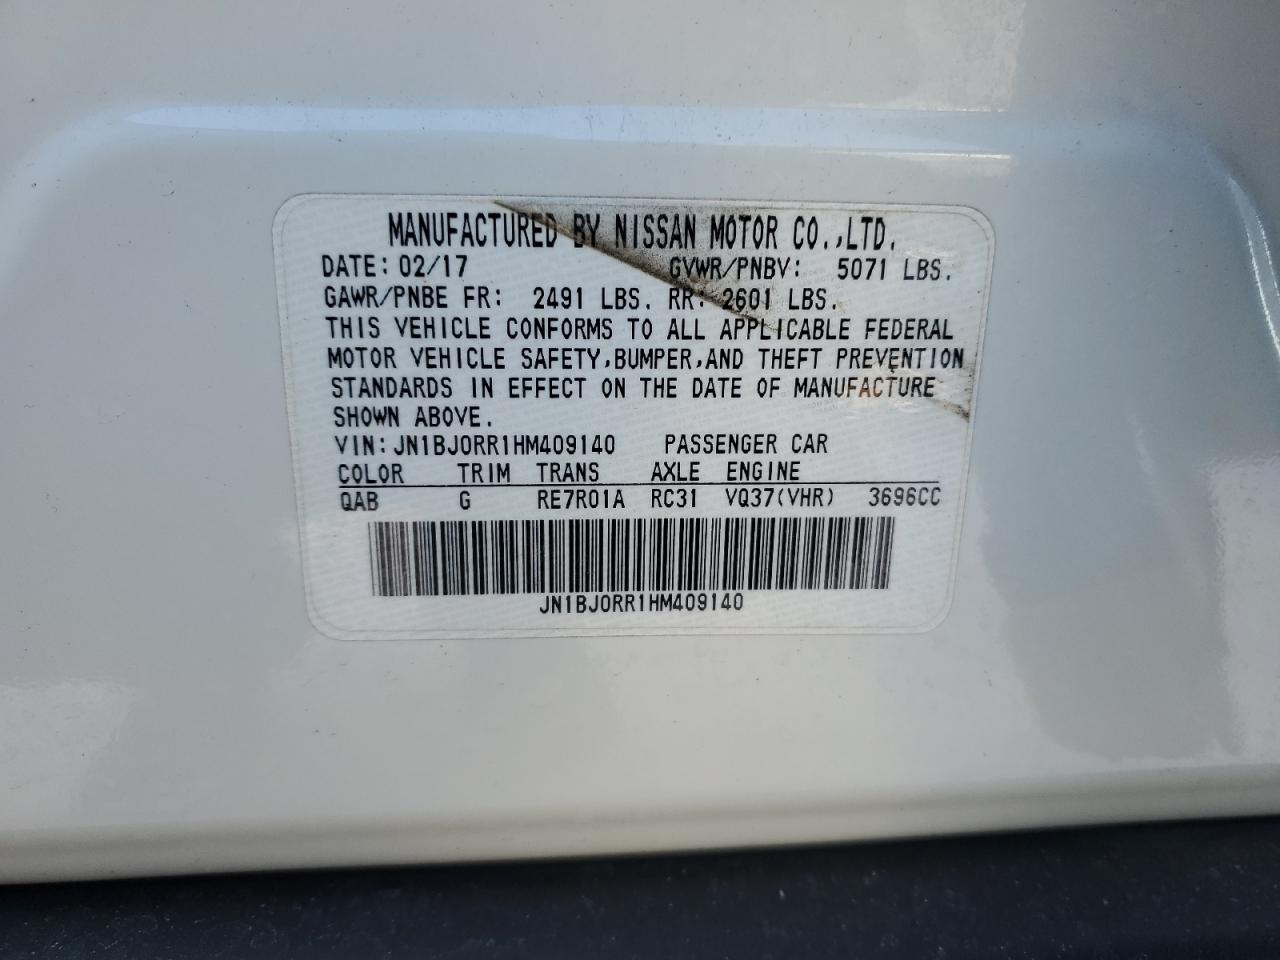 MANUFACTURED BY NISSAN MOTOR CO.,LTD.
DATE: 02/17 GVWR/PNBV: 5071 LBS.
GAWR/PNBE FR: 2491 LBS. RR: 2601 LBS.
THIS VEHICLE CONFORMS TO ALL APPLICABLE FEDERAL
MOTOR VEHICLE SAFETY,BUMPER,AND THEFT PREVENTION
STANDARDS IN EFFECT ON THE DATE OF MANUFACTURE
SHOWN ABOVE.
VIN:JN1BJ0RR1HM409140 PASSENGER CAR
COLOR TRIM TRANS AXLE ENGINE
QAB G RE7R01A RC31 VQ37(VHR) 3696CC
JN1BJ0RR1HM409140